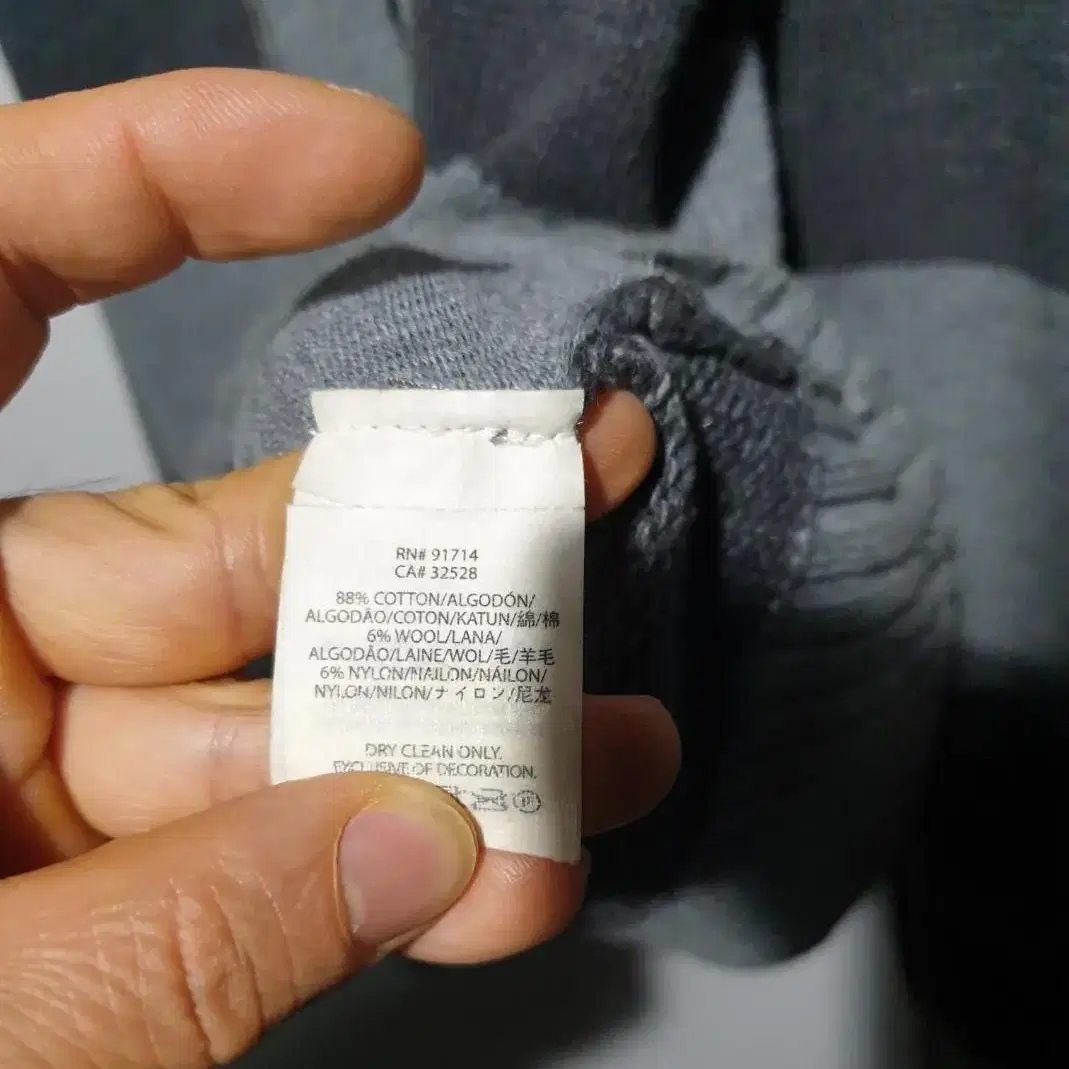 RN# 91714
CA# 32528
88% COTTON/ALGODÓN/
ALGODÃO/COTON/KATUN/綿/棉
6% WOOL/LANA/
ALGODÃO/LAINE/WOL/毛/羊毛
6% NYLON/NAILON/NÁILON/
NYLON/NILON/ナイロン/尼龙
DRY CLEAN ONLY.
EXCLUSIVE OF DECORATION.